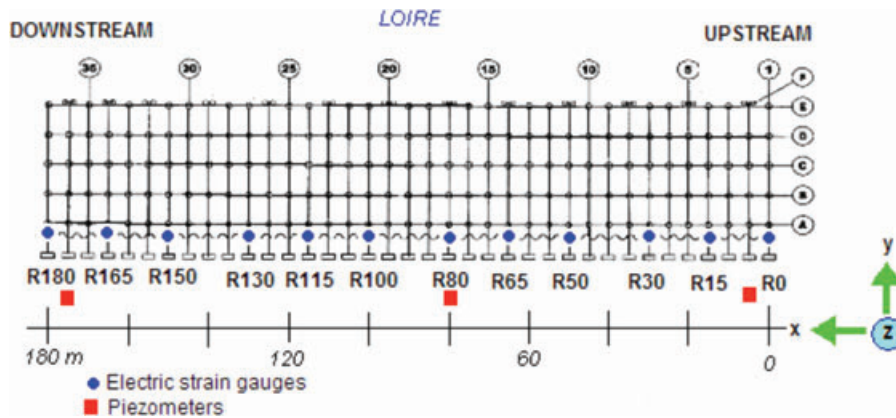 LOIRE
DOWNSTREAM
UPSTREAM
35 30 25 20 15 10 5 1
F
E
D
C
B
A
R180 R165 R150 R130 R115 R100 R80 R65 R50 R30 R15 R0
y
x
Z
180 m 120 60 0
Electric strain gauges
Piezometers